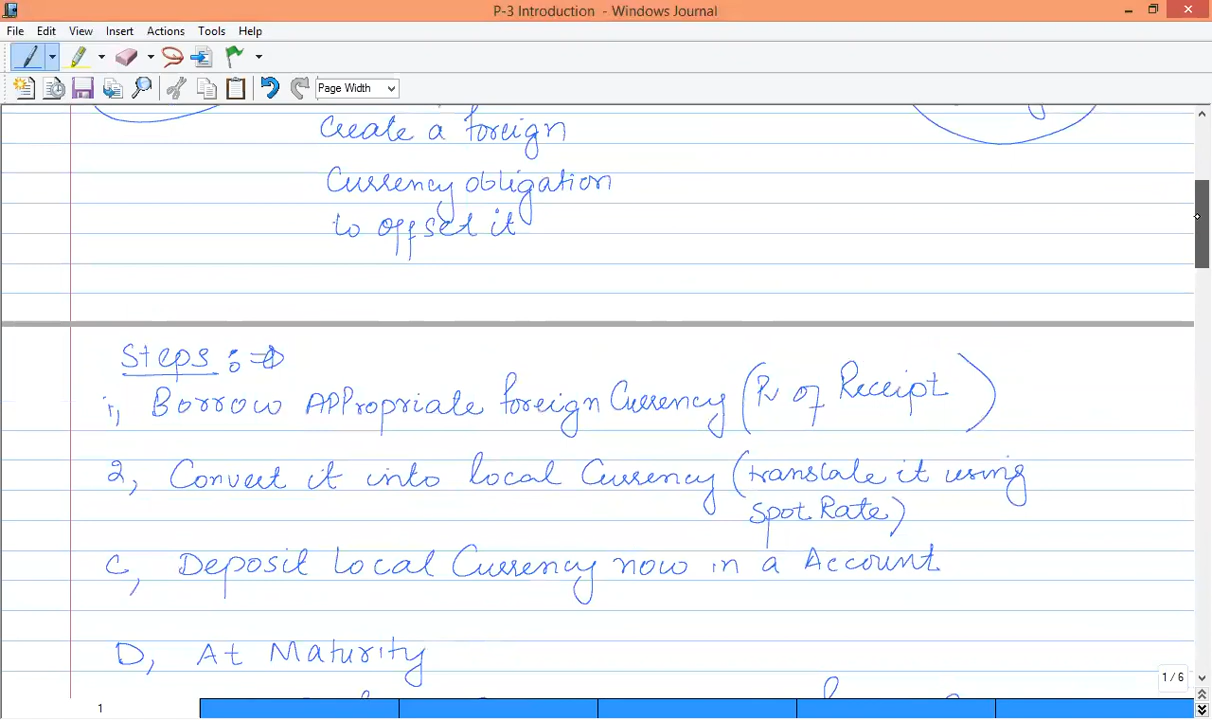 P-3 Introduction - Windows Journal
File Edit View Insert Actions Tools Help
Page Width
Create a foreign
Currency obligation
to offset it
Steps :⇒
1, Borrow Appropriate foreign Currency (PV of Receipt)
2, Convert it into local Currency (translate it using
Spot Rate)
C, Deposit Local Currency now in a Account
D, At Maturity
1 / 6
1